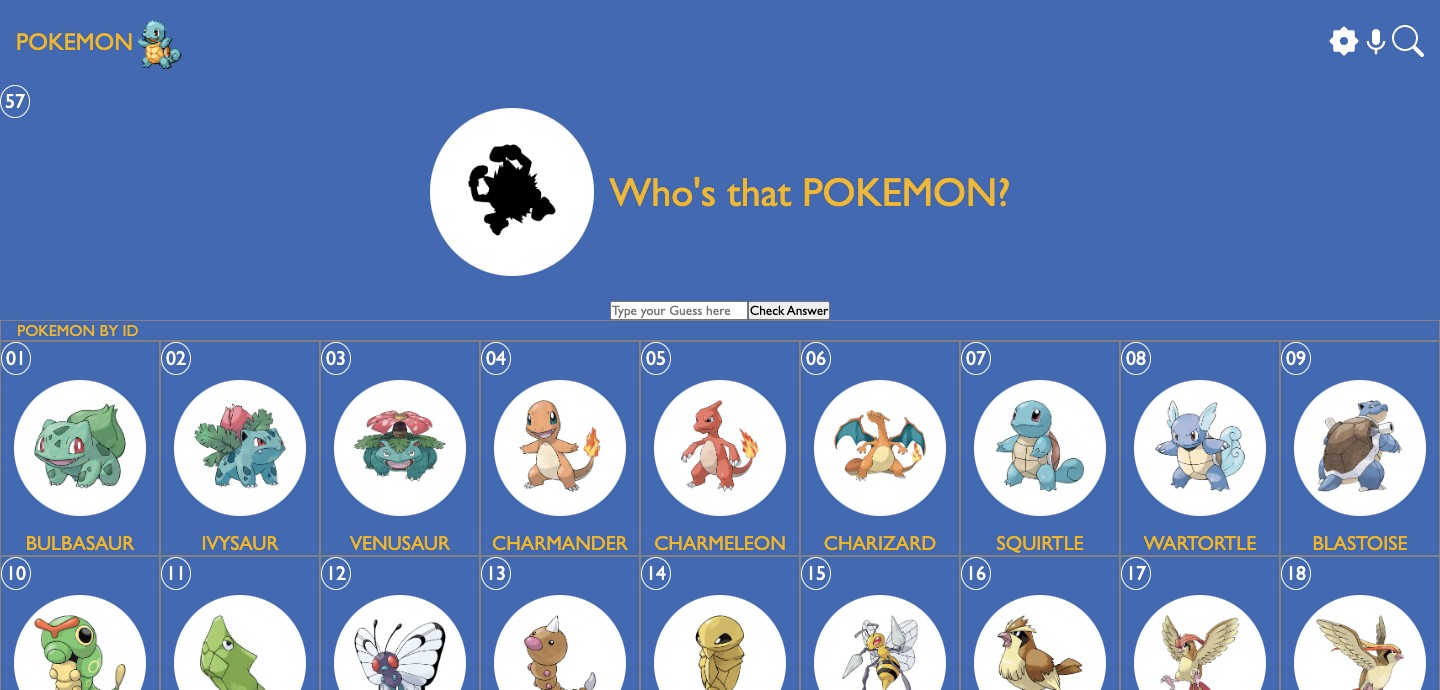 POKEMON
57
Who's that POKEMON?
Type your Guess here Check Answer
POKEMON BY ID
01 02 03 04 05 06 07 08 09
BULBASAUR IVYSAUR VENUSAUR CHARMANDER CHARMELEON CHARIZARD SQUIRTLE WARTORTLE BLASTOISE
10 11 12 13 14 15 16 17 18